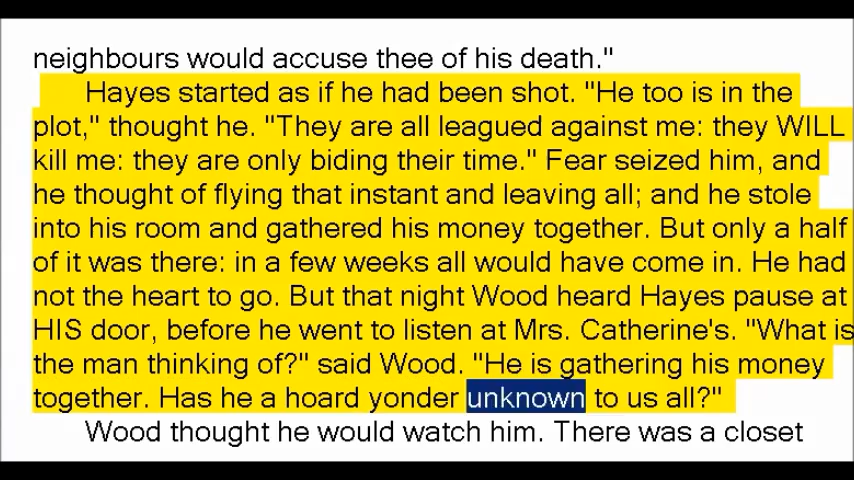 neighbours would accuse thee of his death."
Hayes started as if he had been shot. "He too is in the
plot," thought he. "They are all leagued against me: they WILL
kill me: they are only biding their time." Fear seized him, and
he thought of flying that instant and leaving all; and he stole
into his room and gathered his money together. But only a half
of it was there: in a few weeks all would have come in. He had
not the heart to go. But that night Wood heard Hayes pause at
HIS door, before he went to listen at Mrs. Catherine's. "What is
the man thinking of?" said Wood. "He is gathering his money
together. Has he a hoard yonder unknown to us all?"
Wood thought he would watch him. There was a closet